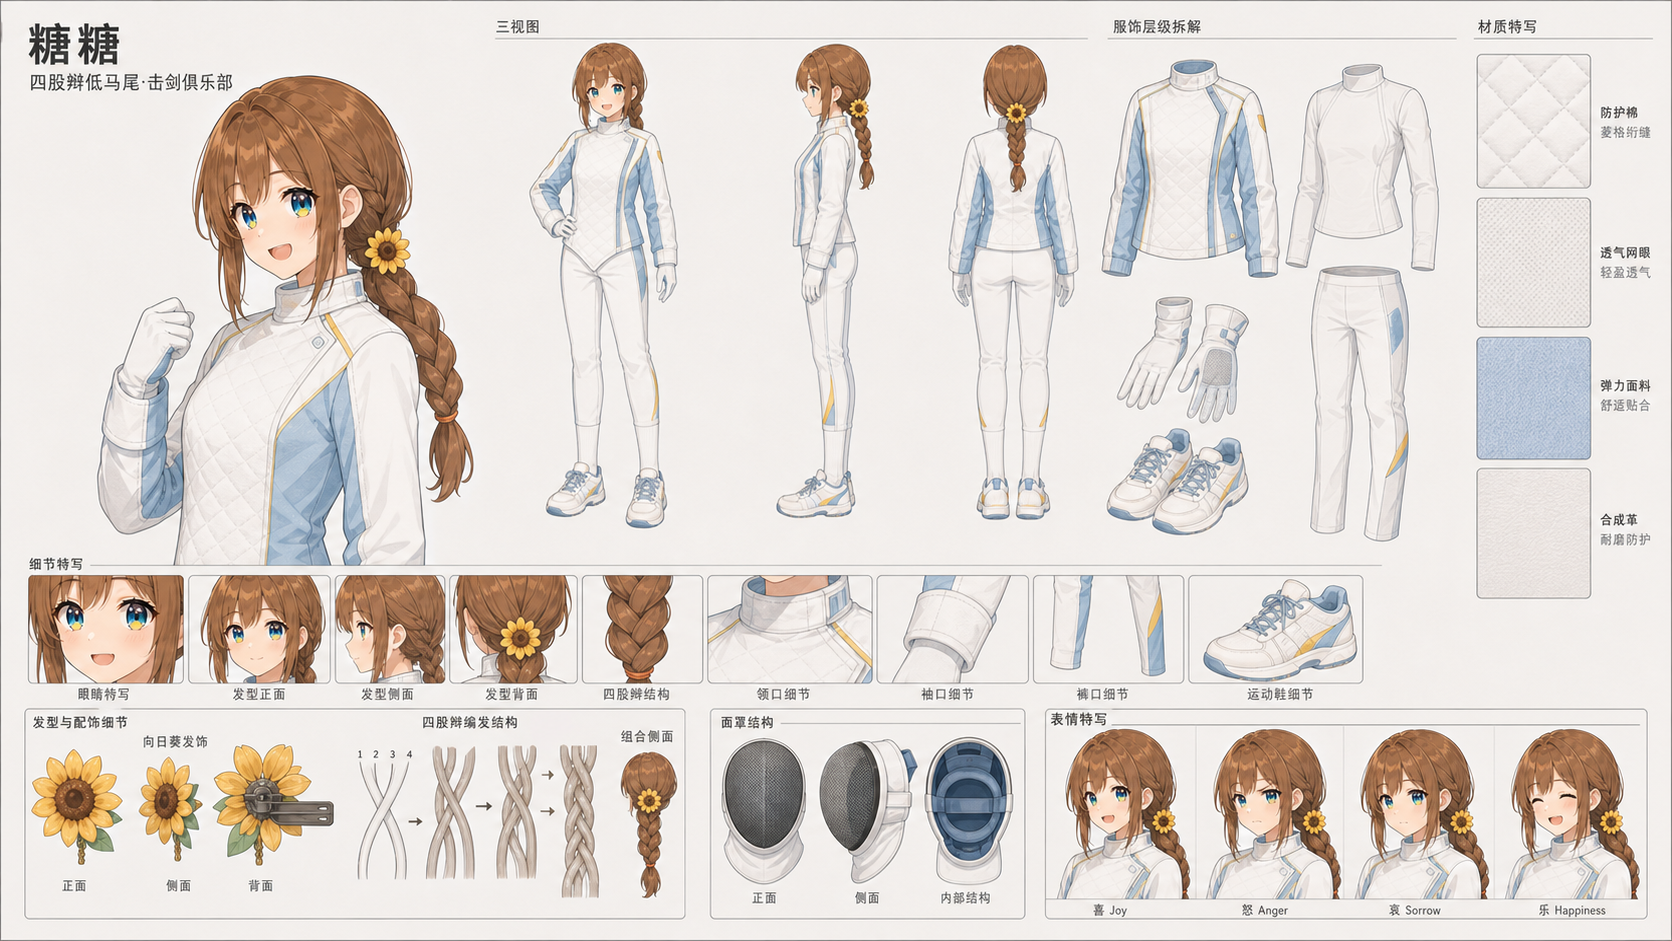 糖糖
四股辫低马尾·击剑俱乐部
三视图
服饰层级拆解
材质特写
防护棉
菱格绗缝
透气网眼
轻盈透气
弹力面料
舒适贴合
合成革
耐磨防护
细节特写
眼睛特写
发型正面
发型侧面
发型背面
四股辫结构
领口细节
袖口细节
裤口细节
运动鞋细节
发型与配饰细节
向日葵发饰
正面
侧面
背面
四股辫编发结构
1 2 3 4
组合侧面
面罩结构
正面
侧面
内部结构
表情特写
喜 Joy
怒 Anger
哀 Sorrow
乐 Happiness